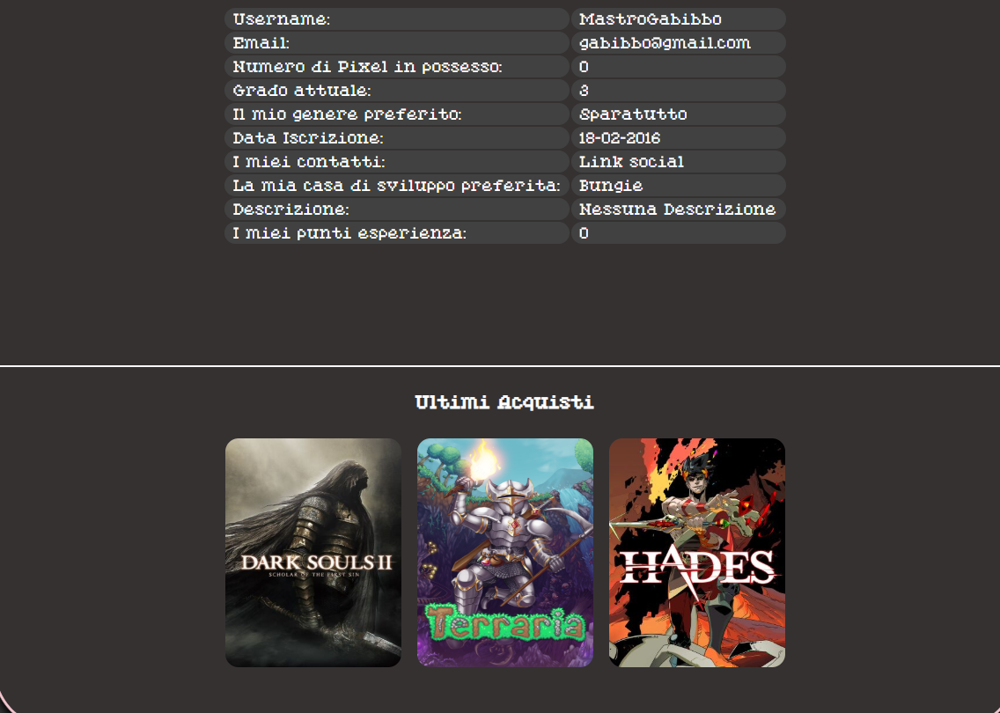 Username: MastroGabibbo
Email: gabibbo@gmail.com
Numero di Pixel in possesso: 0
Grado attuale: 3
Il mio genere preferito: Sparatutto
Data Iscrizione: 18-02-2016
I miei contatti: Link social
La mia casa di sviluppo preferita: Bungie
Descrizione: Nessuna Descrizione
I miei punti esperienza: 0
Ultimi Acquisti
DARK SOULS II
SCHOLAR OF THE FIRST SIN
Terraria
HADES